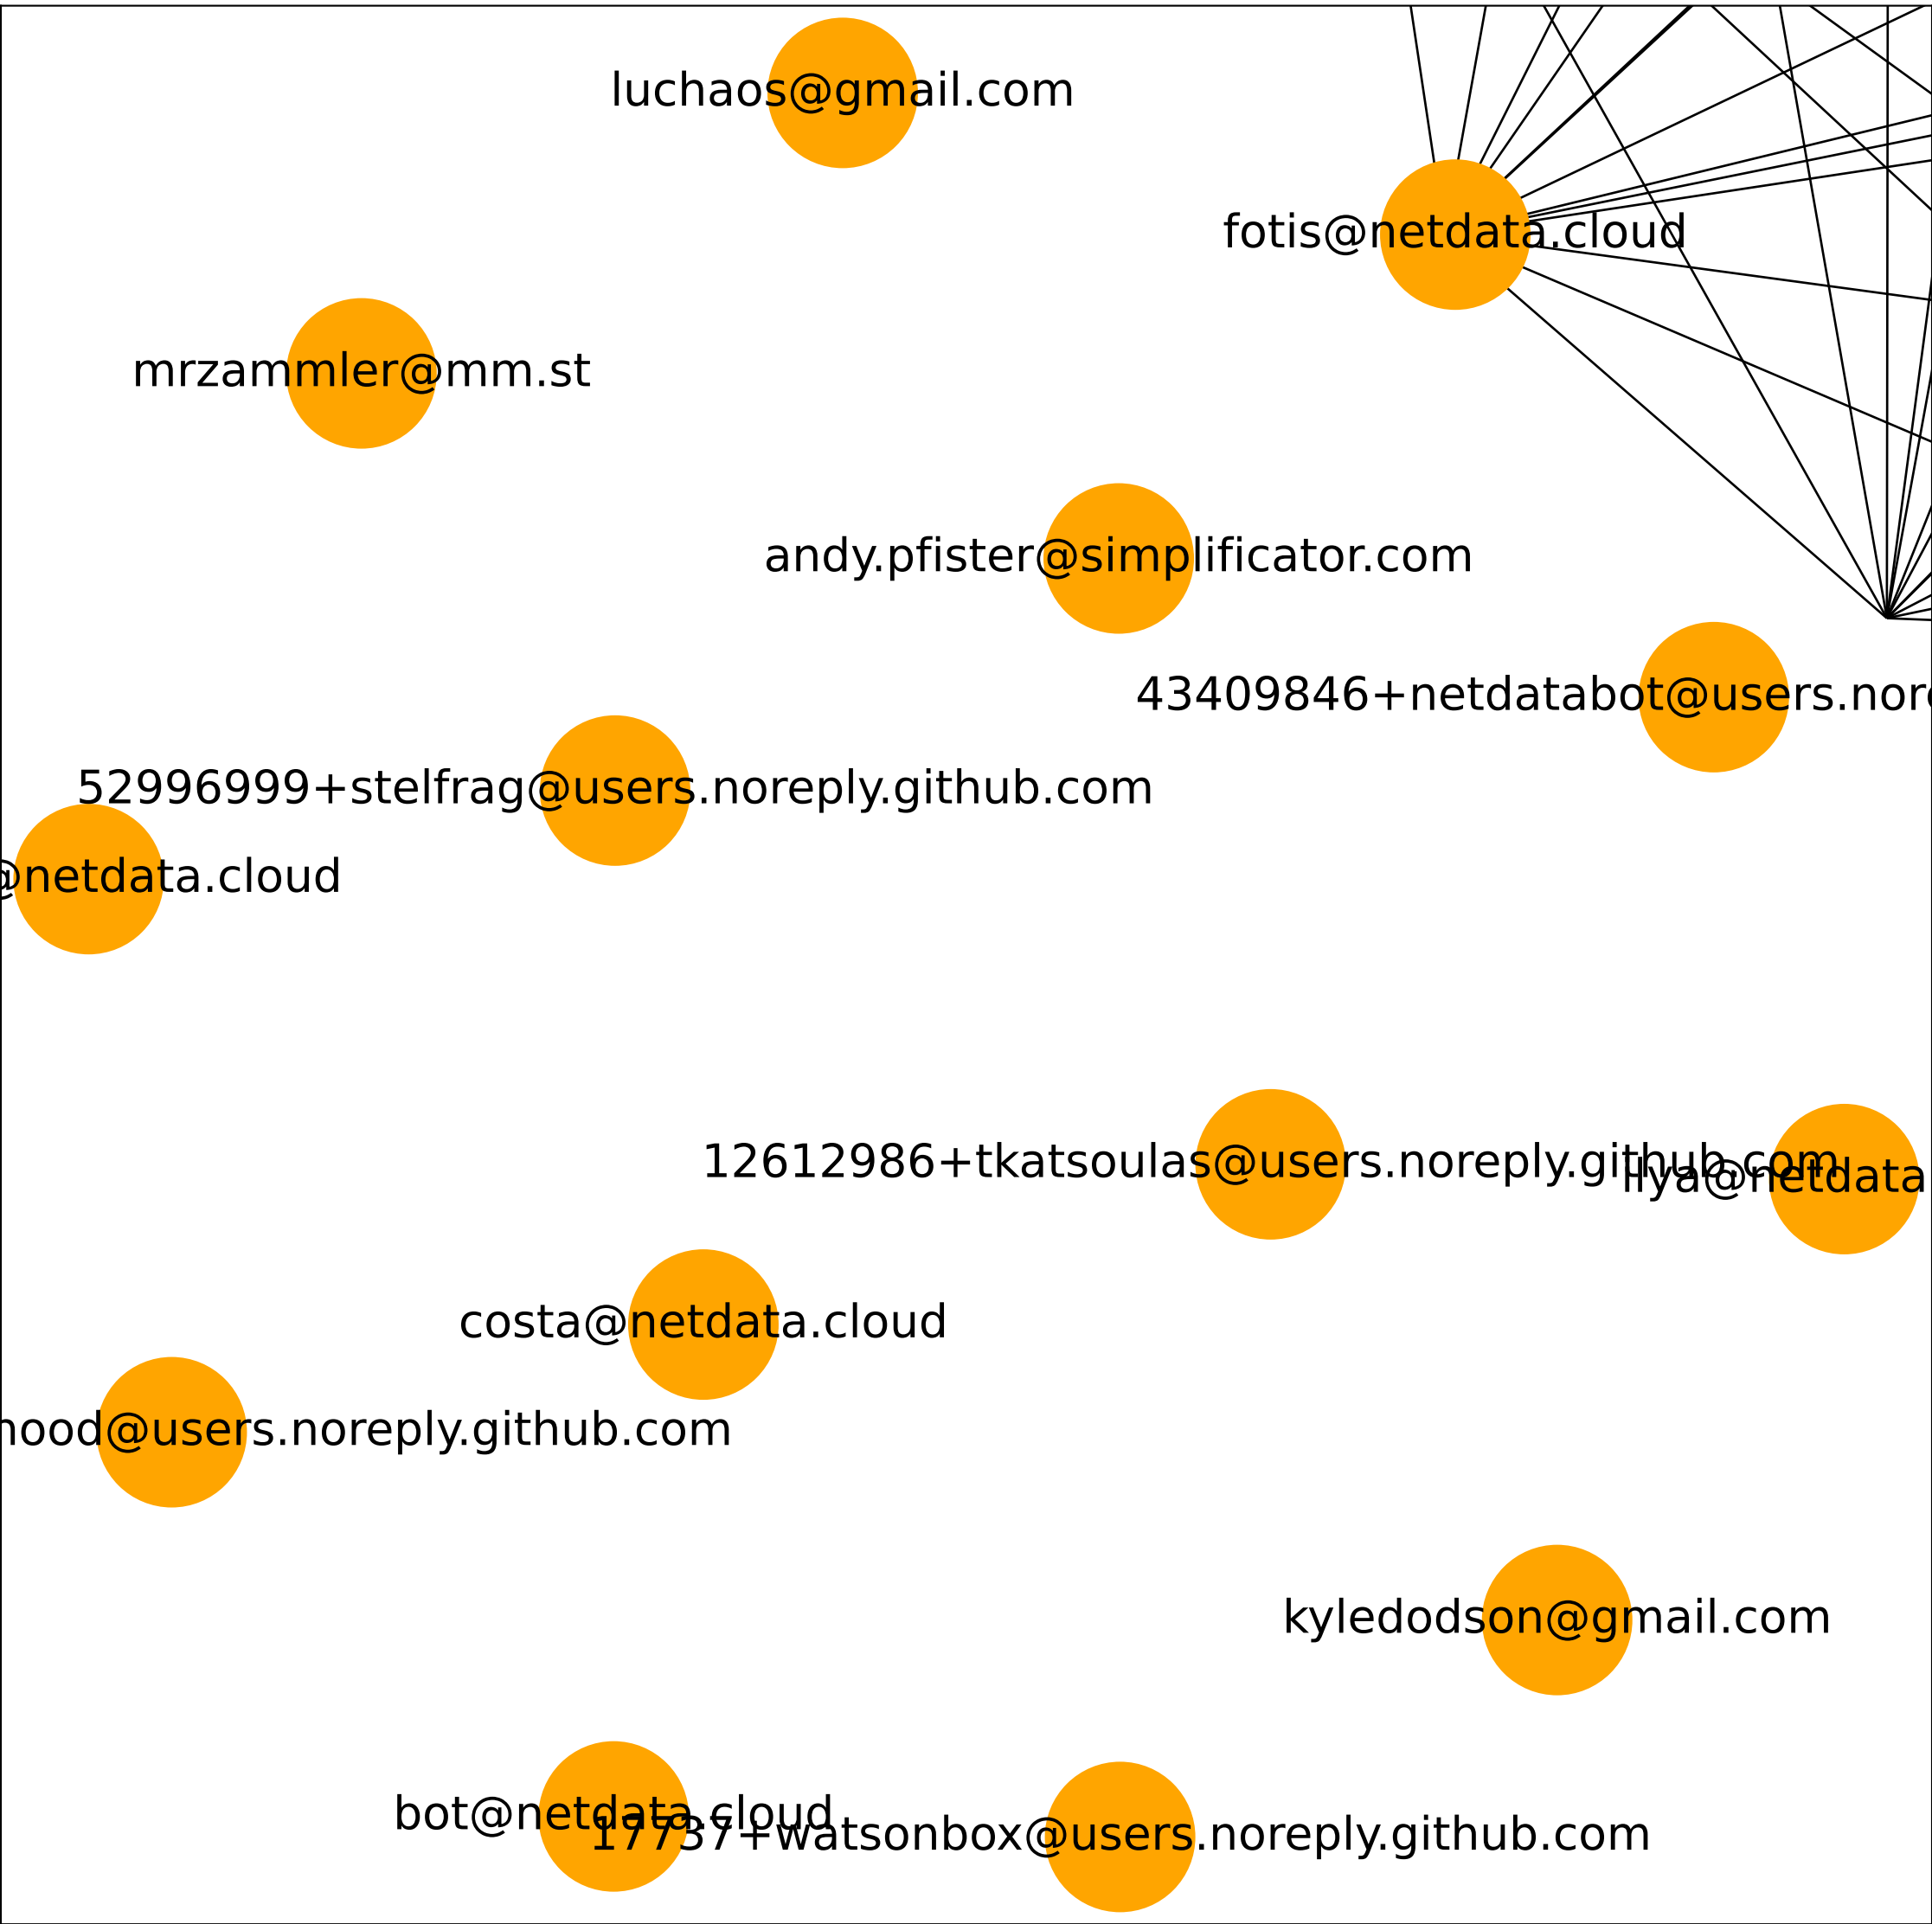 luchaos@gmail.com
fotis@netdata.cloud
mrzammler@mm.st
andy.pfister@simplificator.com
43409846+netdatabot@users.nore
52996999+stelfrag@users.noreply.github.com
@netdata.cloud
12612986+tkatsoulas@users.noreply.github.com
ilya@netdata
costa@netdata.cloud
hood@users.noreply.github.com
kyledodson@gmail.com
bot@netdata.cloud
17737+watsonbox@users.noreply.github.com